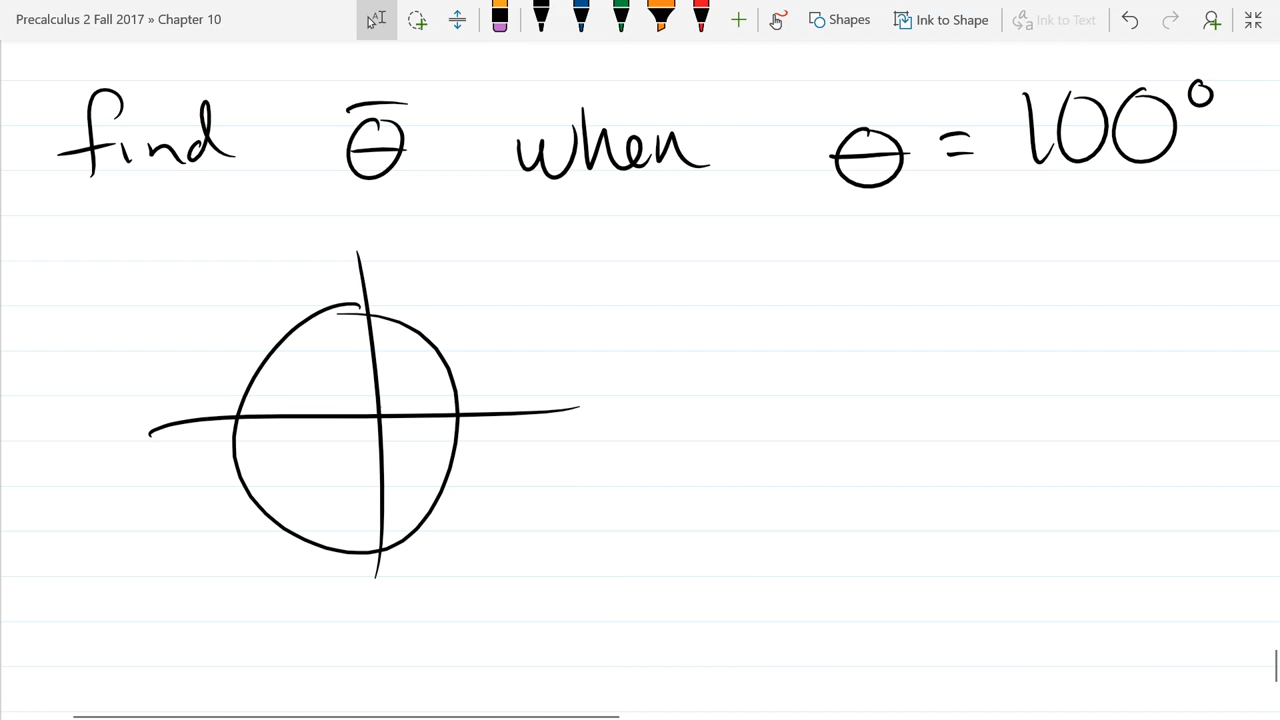 Precalculus 2 Fall 2017 » Chapter 10
Shapes
Ink to Shape
Ink to Text
find θ̅ when θ = 100°